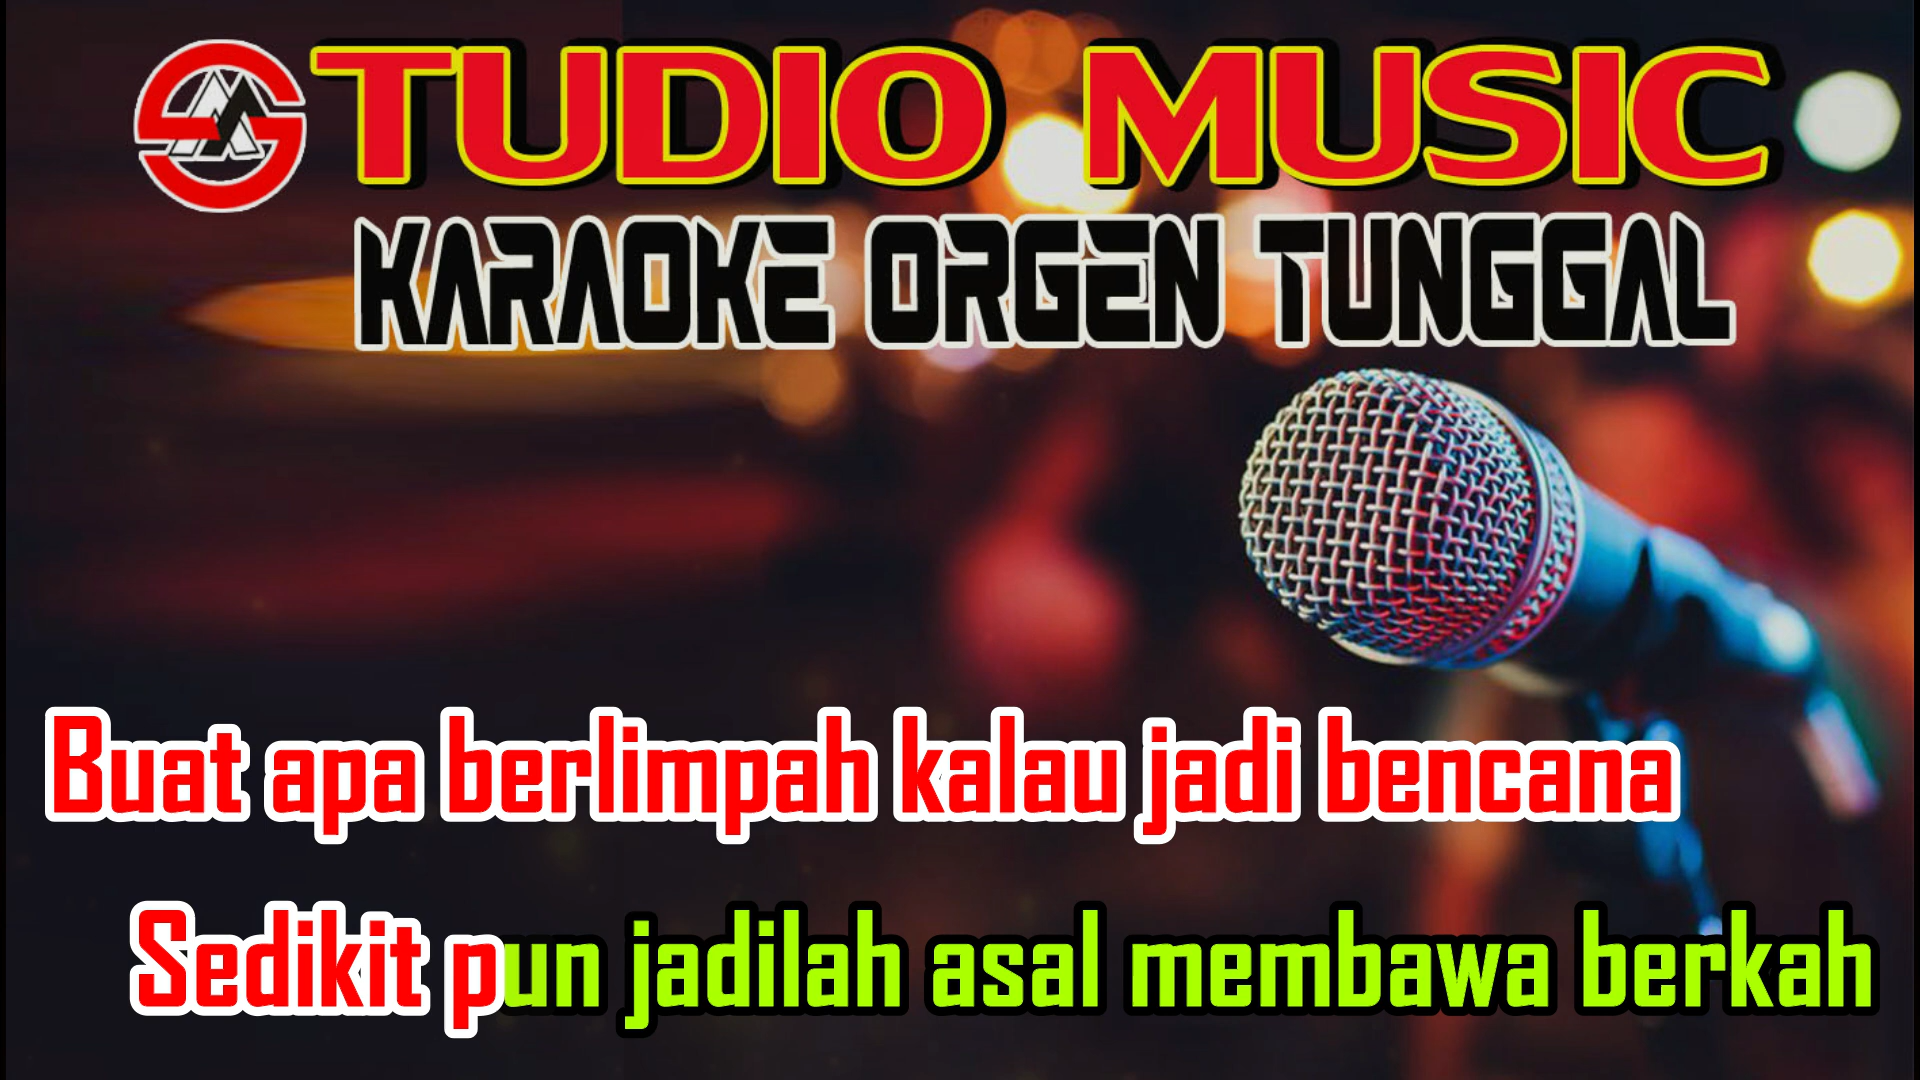 STUDIO MUSIC
KARAOKE ORGEN TUNGGAL
Buat apa berlimpah kalau jadi bencana
Sedikit pun jadilah asal membawa berkah